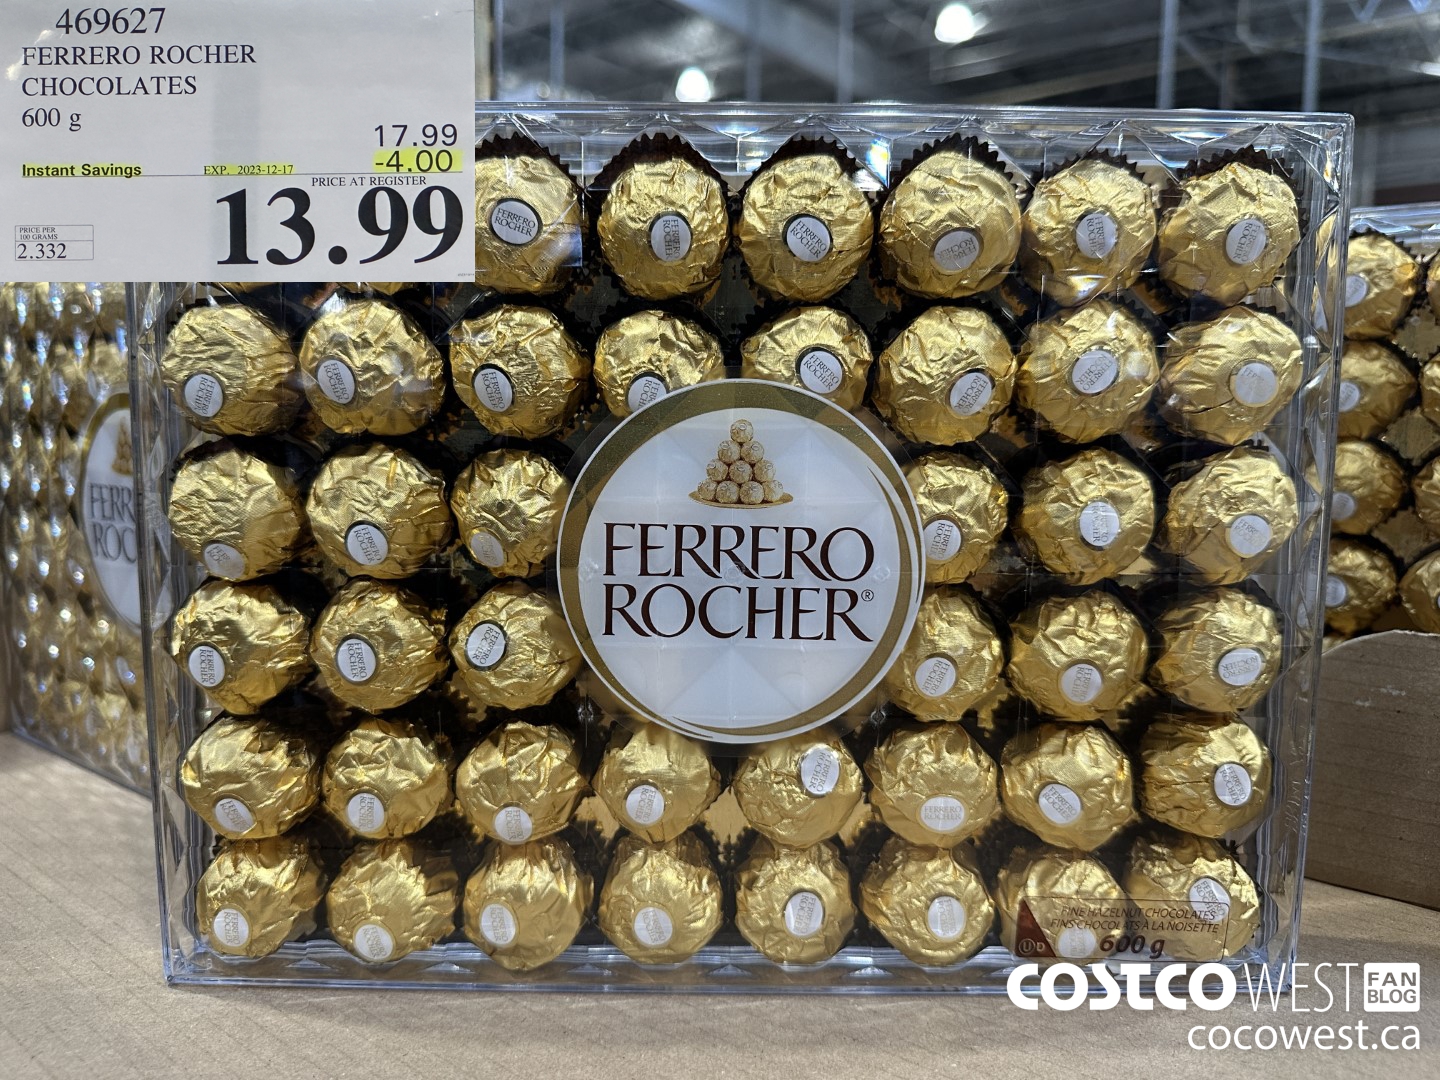 469627
FERRERO ROCHER
CHOCOLATES
600 g
17.99
-4.00
Instant Savings EXP. 2023-12-17
PRICE AT REGISTER
13.99
PRICE PER
100 GRAMS
2.332
FERRERO
ROCHER®
FINE HAZELNUT CHOCOLATES
FINS CHOCOLATS À LA NOISETTE
U D 600 g
COSTCO WEST FAN BLOG
cocowest.ca